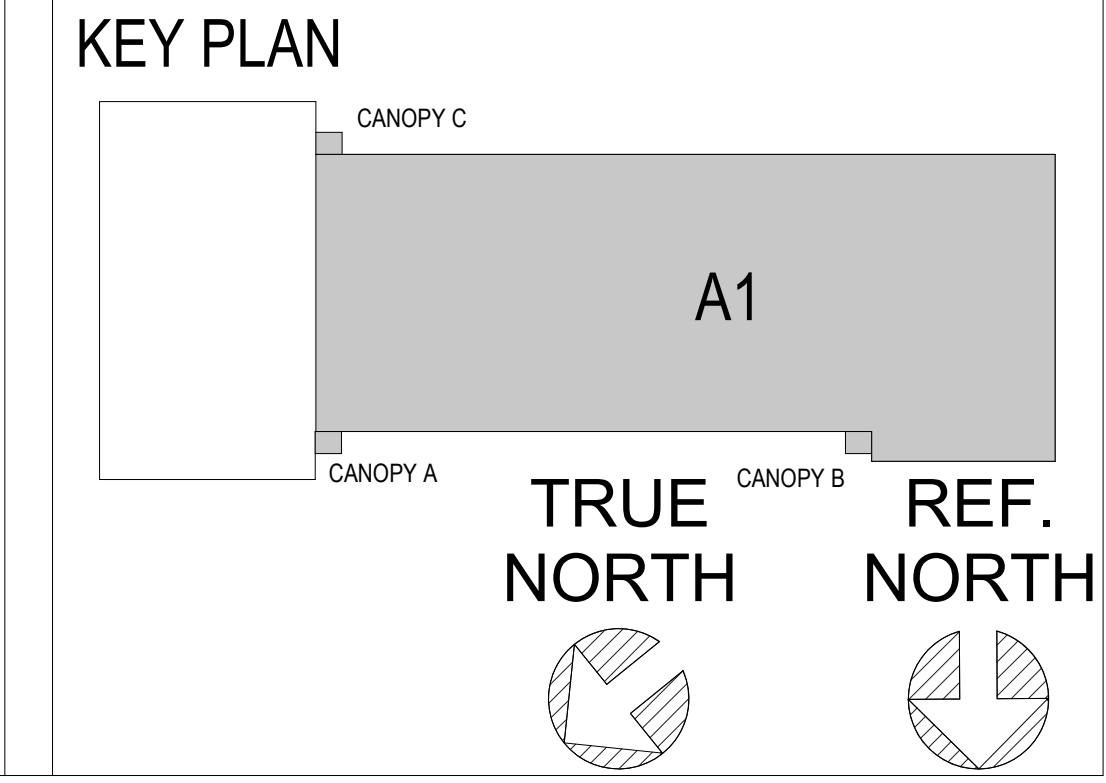 KEY PLAN
CANOPY C
A1
CANOPY A
CANOPY B
TRUE
NORTH
REF.
NORTH